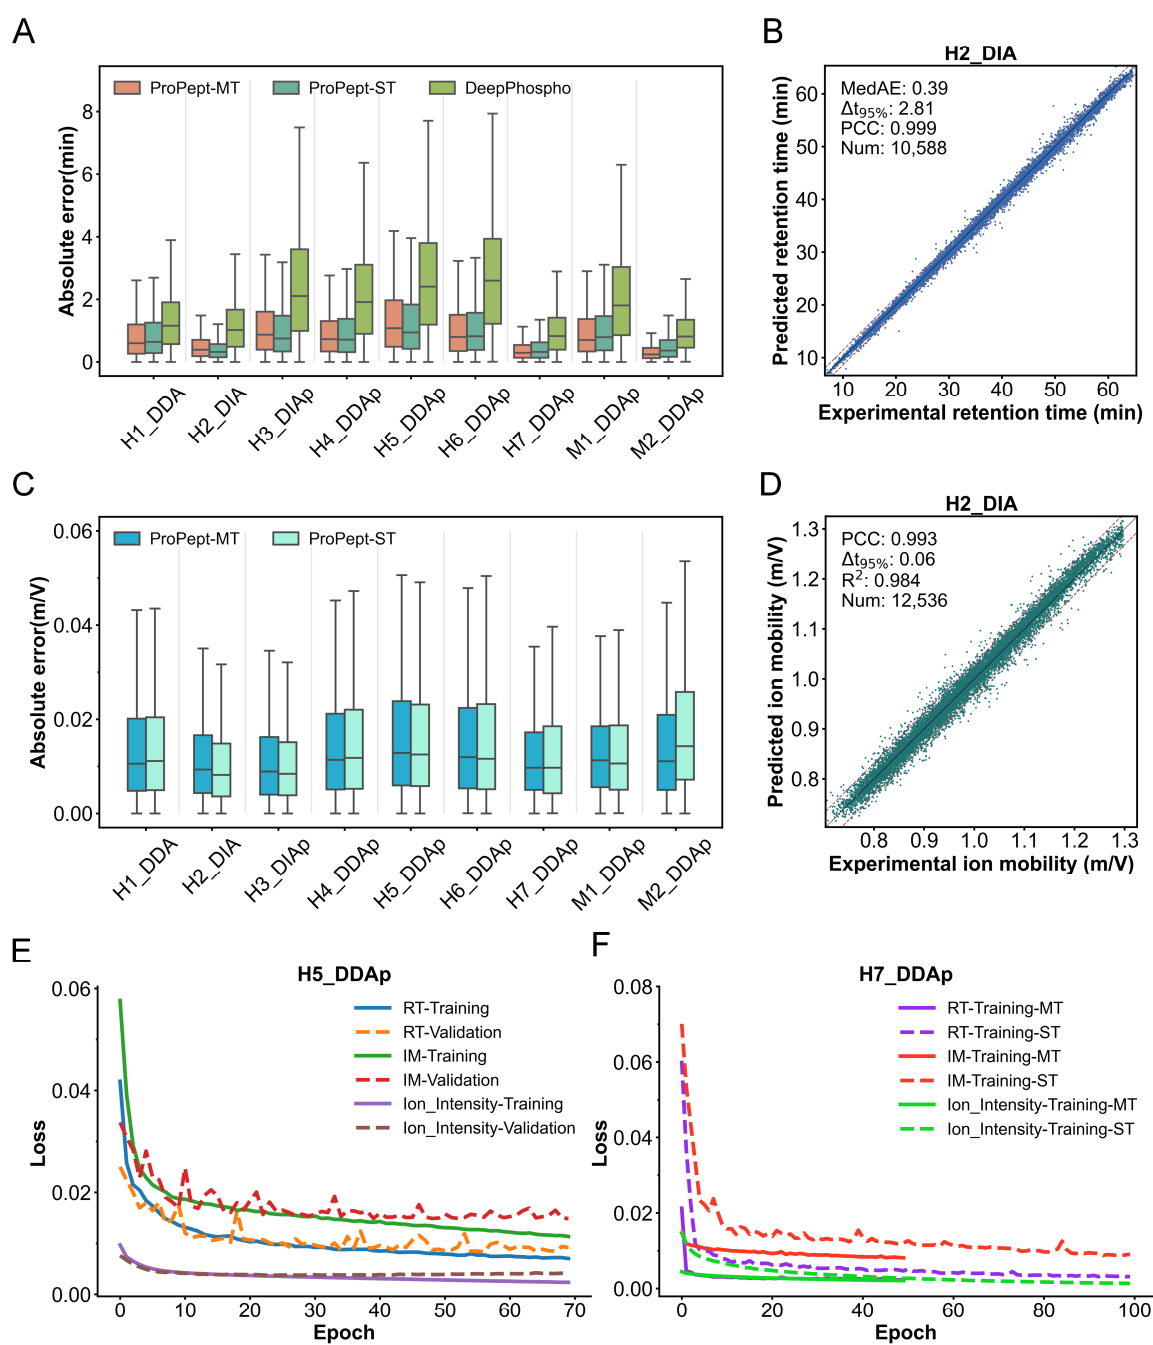 A
ProPept-MT
ProPept-ST
DeepPhospho
Absolute error(min)
8
6
4
2
0
H1_DDA
H2_DIA
H3_DIAp
H4_DDAp
H5_DDAp
H6_DDAp
H7_DDAp
M1_DDAp
M2_DDAp
B
H2_DIA
MedAE: 0.39
Δt95%: 2.81
PCC: 0.999
Num: 10,588
Predicted retention time (min)
60
50
40
30
20
10
10 20 30 40 50 60
Experimental retention time (min)
C
ProPept-MT
ProPept-ST
Absolute error(m/V)
0.06
0.04
0.02
0.00
H1_DDA
H2_DIA
H3_DIAp
H4_DDAp
H5_DDAp
H6_DDAp
H7_DDAp
M1_DDAp
M2_DDAp
D
H2_DIA
PCC: 0.993
Δt95%: 0.06
R2: 0.984
Num: 12,536
Predicted ion mobility (m/V)
1.3
1.2
1.1
1.0
0.9
0.8
0.8 0.9 1.0 1.1 1.2 1.3
Experimental ion mobility (m/V)
E
H5_DDAp
RT-Training
RT-Validation
IM-Training
IM-Validation
Ion_Intensity-Training
Ion_Intensity-Validation
Loss
0.06
0.04
0.02
0.00
0 10 20 30 40 50 60 70
Epoch
F
H7_DDAp
RT-Training-MT
RT-Training-ST
IM-Training-MT
IM-Training-ST
Ion_Intensity-Training-MT
Ion_Intensity-Training-ST
Loss
0.08
0.06
0.04
0.02
0.00
0 20 40 60 80 100
Epoch